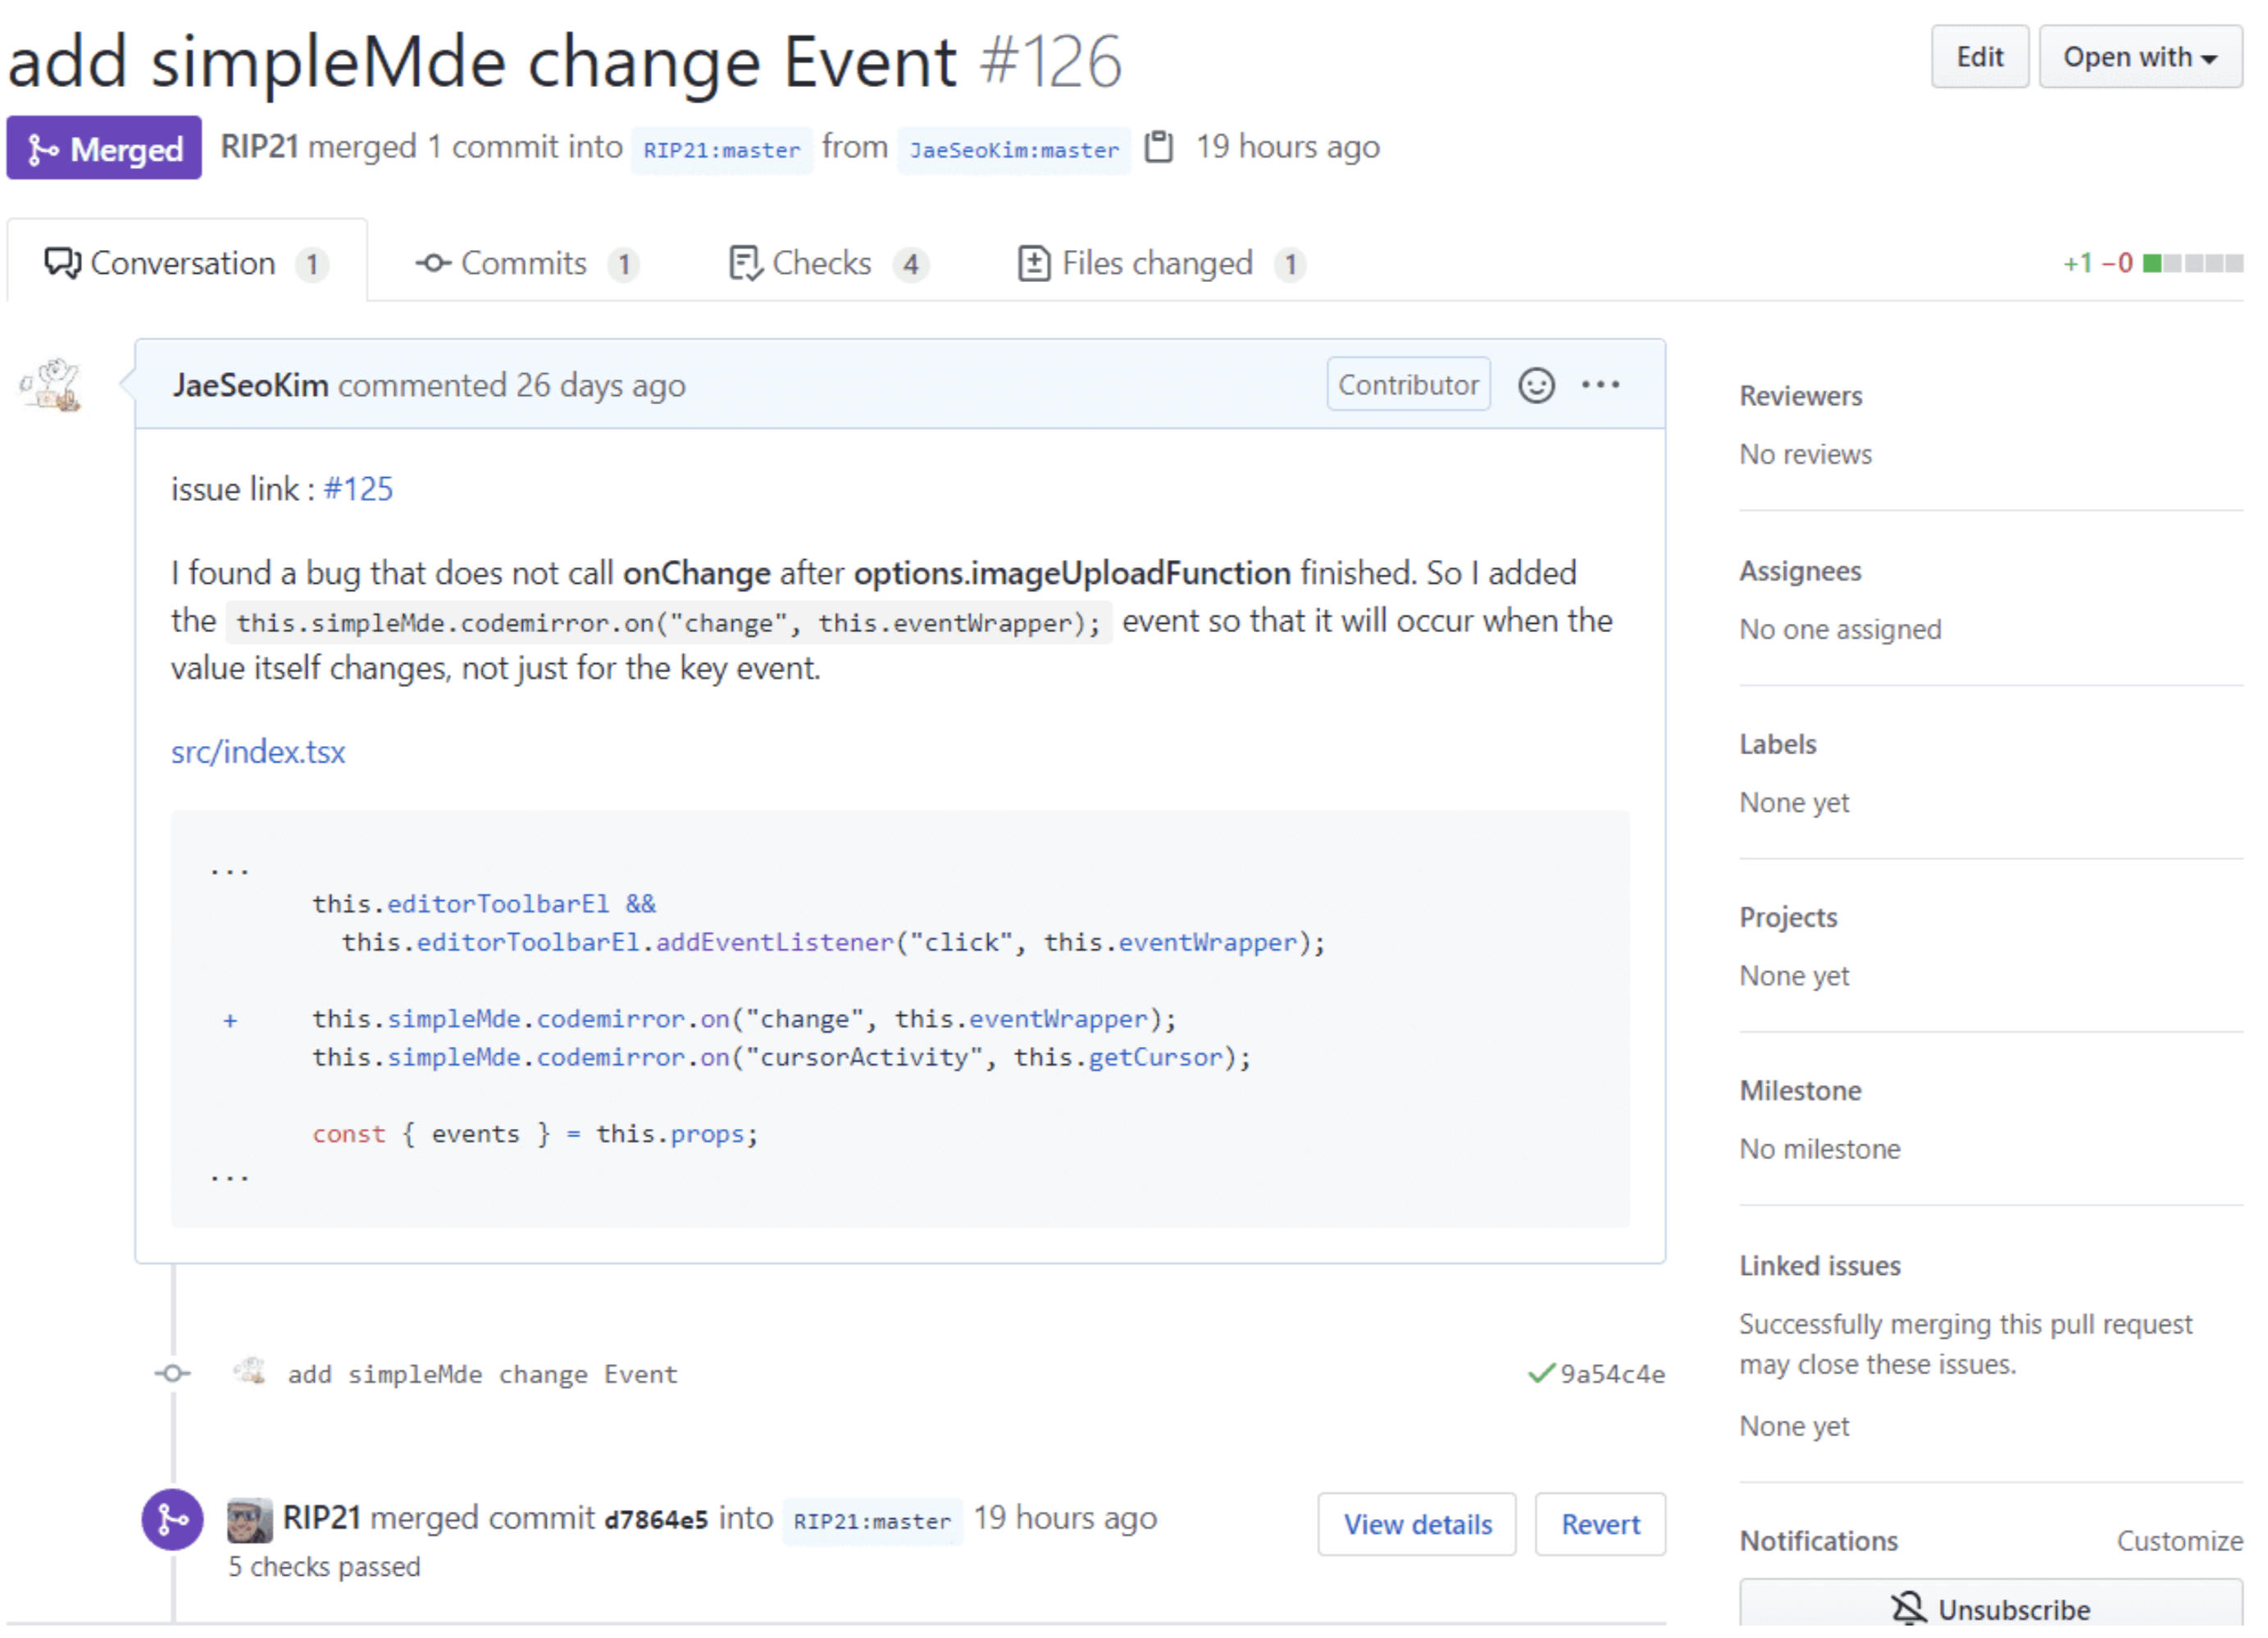 add simpleMde change Event #126
Edit
Open with
Merged
RIP21 merged 1 commit into RIP21:master from JaeSeoKim:master 19 hours ago
Conversation 1
Commits 1
Checks 4
Files changed 1
+1 −0
JaeSeoKim commented 26 days ago
Contributor
issue link : #125
I found a bug that does not call onChange after options.imageUploadFunction finished. So I added
the this.simpleMde.codemirror.on("change", this.eventWrapper); event so that it will occur when the
value itself changes, not just for the key event.
src/index.tsx
...
this.editorToolbarEl &&
this.editorToolbarEl.addEventListener("click", this.eventWrapper);
+ this.simpleMde.codemirror.on("change", this.eventWrapper);
this.simpleMde.codemirror.on("cursorActivity", this.getCursor);
const { events } = this.props;
...
add simpleMde change Event
9a54c4e
RIP21 merged commit d7864e5 into RIP21:master 19 hours ago
5 checks passed
View details
Revert
Reviewers
No reviews
Assignees
No one assigned
Labels
None yet
Projects
None yet
Milestone
No milestone
Linked issues
Successfully merging this pull request
may close these issues.
None yet
Notifications
Customize
Unsubscribe